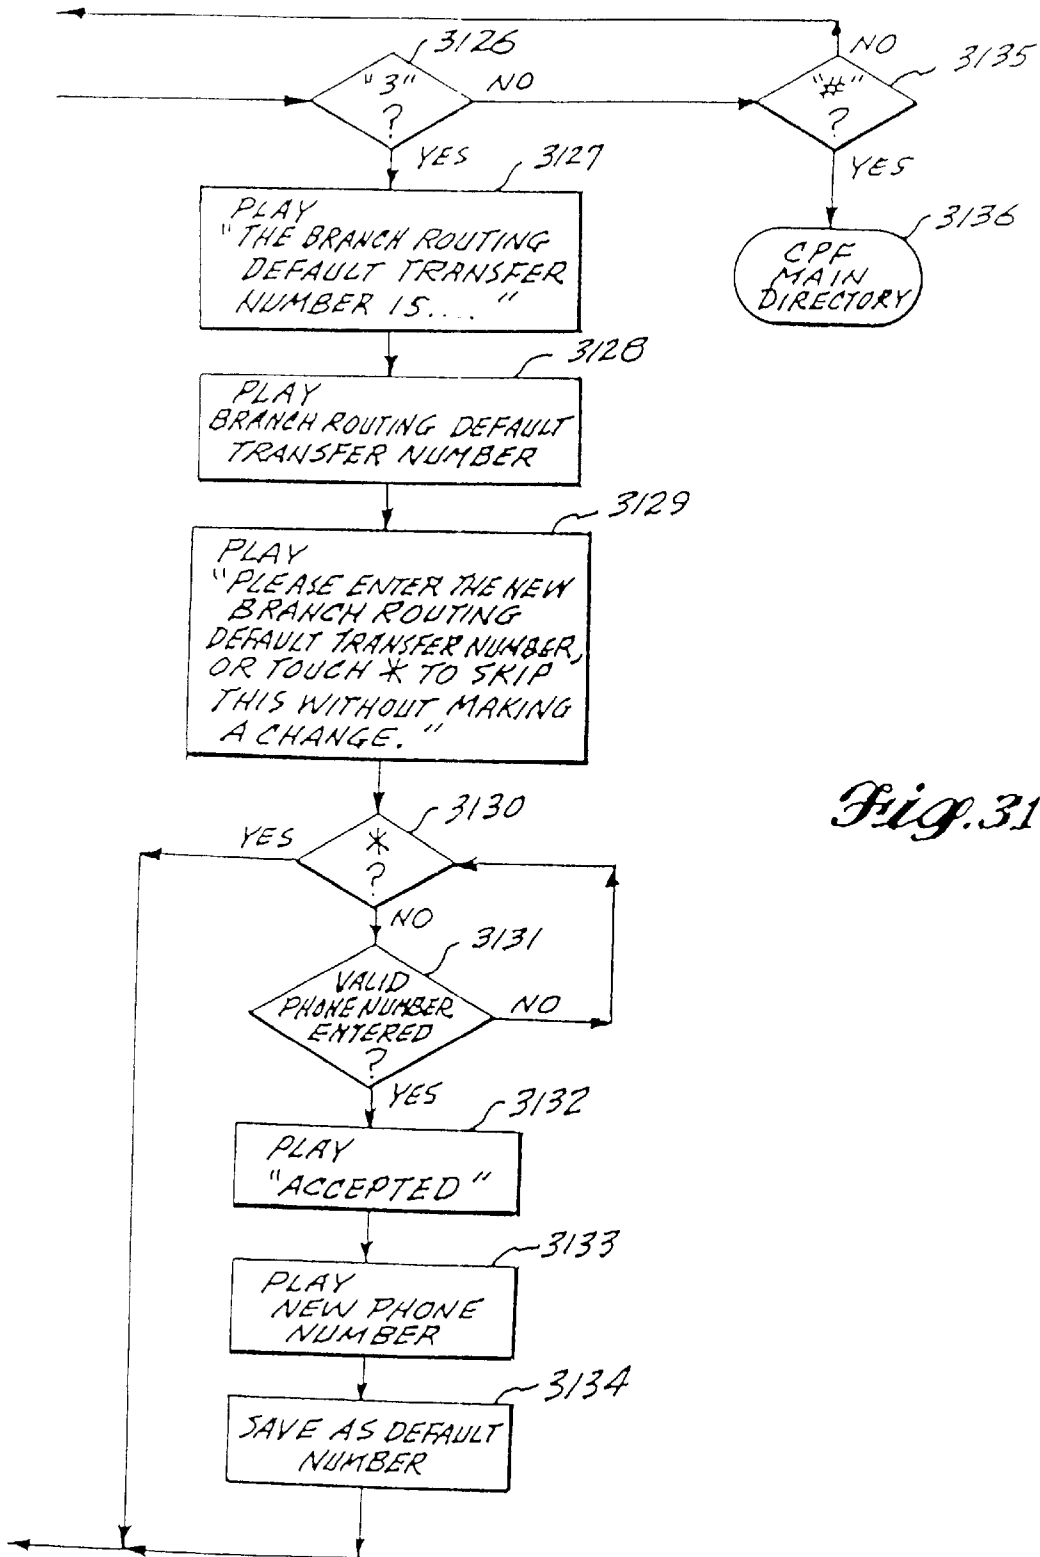 3126
"3"
?
NO
YES
NO
3135
"#"
?
YES
3136
CPF
MAIN
DIRECTORY
3127
PLAY
"THE BRANCH ROUTING
DEFAULT TRANSFER
NUMBER IS...."
3128
PLAY
BRANCH ROUTING DEFAULT
TRANSFER NUMBER
3129
PLAY
"PLEASE ENTER THE NEW
BRANCH ROUTING
DEFAULT TRANSFER NUMBER,
OR TOUCH * TO SKIP
THIS WITHOUT MAKING
A CHANGE."
3130
YES
*
?
NO
Fig. 31
3131
VALID
PHONE NUMBER
ENTERED
?
NO
YES
3132
PLAY
"ACCEPTED"
3133
PLAY
NEW PHONE
NUMBER
3134
SAVE AS DEFAULT
NUMBER